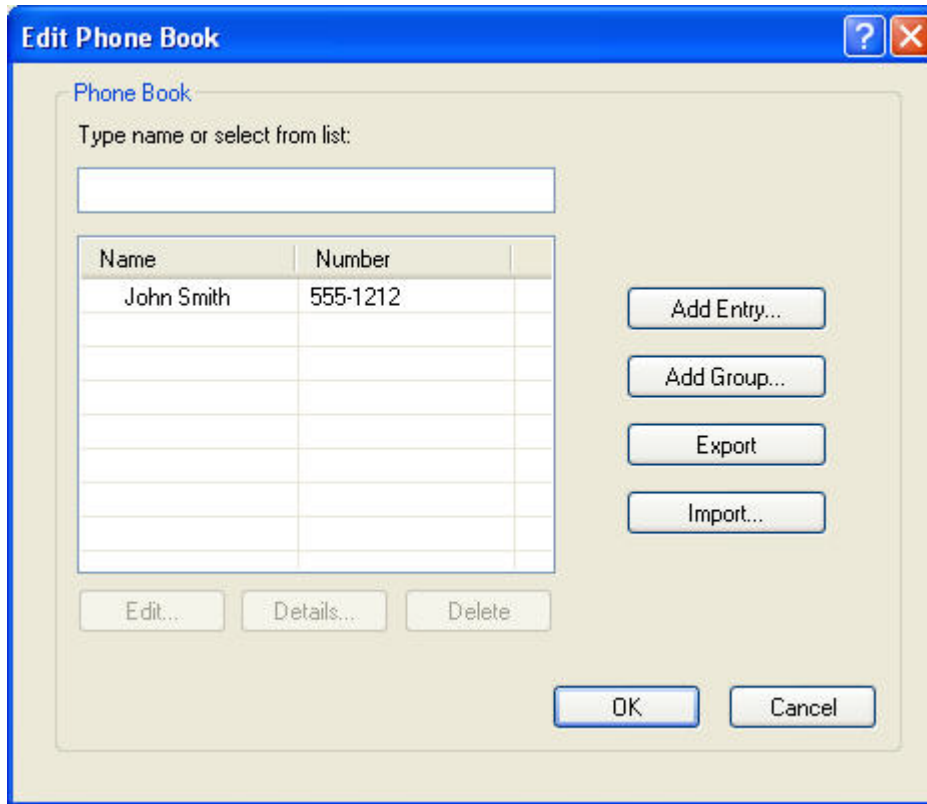 Edit Phone Book
?
Phone Book
Type name or select from list:
Name Number
John Smith 555-1212
Add Entry...
Add Group...
Export
Import...
Edit... Details... Delete
OK Cancel